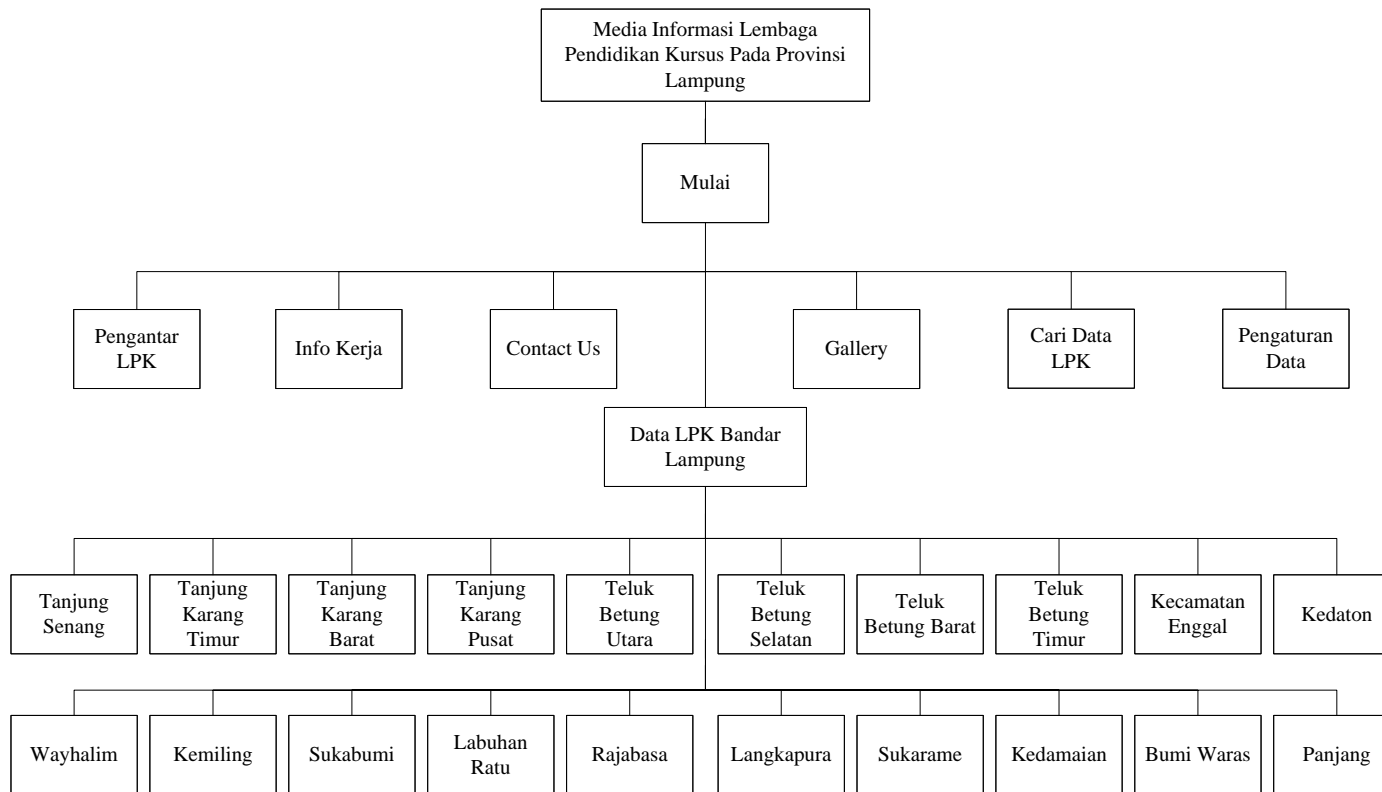 Media Informasi Lembaga
Pendidikan Kursus Pada Provinsi
Lampung
Mulai
Pengantar
LPK
Info Kerja
Contact Us
Gallery
Cari Data
LPK
Pengaturan
Data
Data LPK Bandar
Lampung
Tanjung
Senang
Tanjung
Karang
Timur
Tanjung
Karang
Barat
Tanjung
Karang
Pusat
Teluk
Betung
Utara
Teluk
Betung
Selatan
Teluk
Betung Barat
Teluk
Betung
Timur
Kecamatan
Enggal
Kedaton
Wayhalim
Kemiling
Sukabumi
Labuhan
Ratu
Rajabasa
Langkapura
Sukarame
Kedamaian
Bumi Waras
Panjang